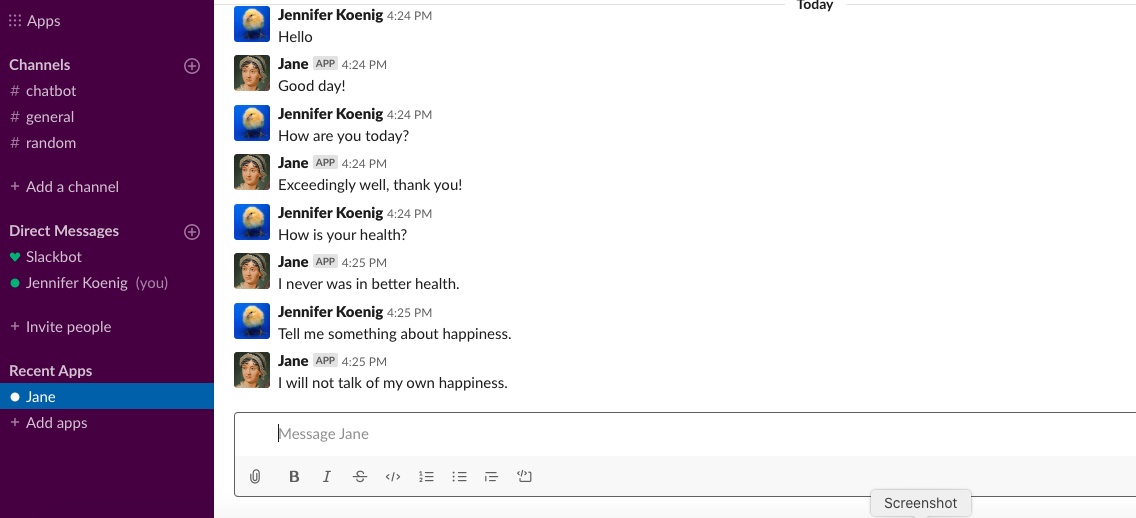 Apps
Channels
# chatbot
# general
# random
+ Add a channel
Direct Messages
Slackbot
Jennifer Koenig (you)
+ Invite people
Recent Apps
Jane
+ Add apps
Today
Jennifer Koenig 4:24 PM
Hello
Jane APP 4:24 PM
Good day!
Jennifer Koenig 4:24 PM
How are you today?
Jane APP 4:24 PM
Exceedingly well, thank you!
Jennifer Koenig 4:24 PM
How is your health?
Jane APP 4:25 PM
I never was in better health.
Jennifer Koenig 4:25 PM
Tell me something about happiness.
Jane APP 4:25 PM
I will not talk of my own happiness.
Message Jane
B I S </>
Screenshot